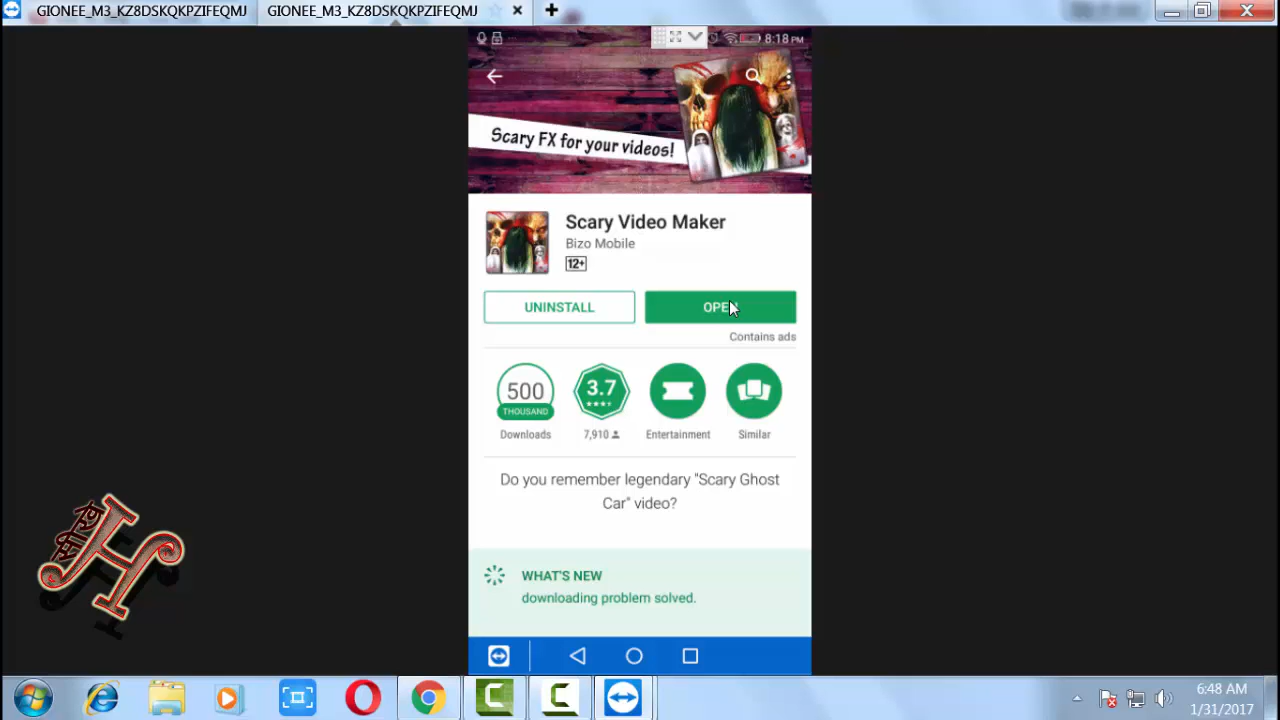 GIONEE_M3_KZ8DSKQKPZIFEQMJ
GIONEE_M3_KZ8DSKQKPZIFEQMJ
8:18 PM
Scary FX for your videos!
Scary Video Maker
Bizo Mobile
12+
UNINSTALL
OPEN
Contains ads
500
THOUSAND
3.7
Downloads
7,910
Entertainment
Similar
Do you remember legendary "Scary Ghost
Car" video?
WHAT'S NEW
downloading problem solved.
H
6:48 AM
1/31/2017